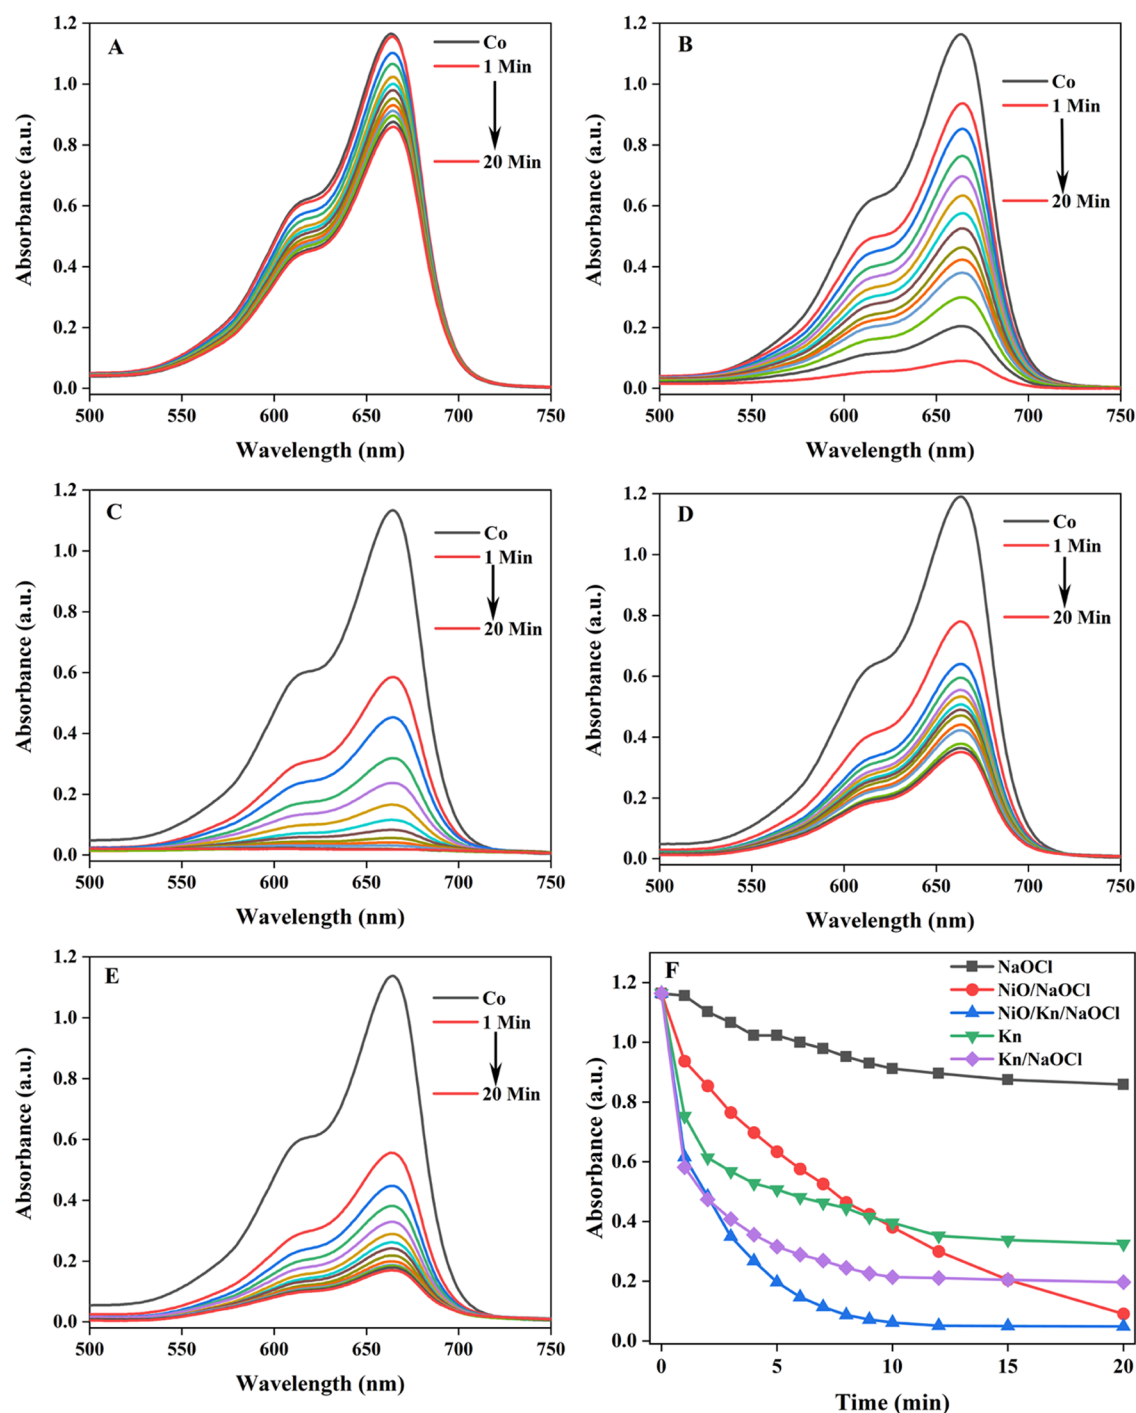 A
Co
1 Min
20 Min
1.2
1.0
0.8
0.6
0.4
0.2
0.0
500
550
600
650
700
750
Absorbance (a.u.)
Wavelength (nm)
B
Co
1 Min
20 Min
1.2
1.0
0.8
0.6
0.4
0.2
0.0
500
550
600
650
700
750
Absorbance (a.u.)
Wavelength (nm)
C
Co
1 Min
20 Min
1.2
1.0
0.8
0.6
0.4
0.2
0.0
500
550
600
650
700
750
Absorbance (a.u.)
Wavelength (nm)
D
Co
1 Min
20 Min
1.2
1.0
0.8
0.6
0.4
0.2
0.0
500
550
600
650
700
750
Absorbance (a.u.)
Wavelength (nm)
E
Co
1 Min
20 Min
1.2
1.0
0.8
0.6
0.4
0.2
0.0
500
550
600
650
700
750
Absorbance (a.u.)
Wavelength (nm)
F
NaOCl
NiO/NaOCl
NiO/Kn/NaOCl
Kn
Kn/NaOCl
1.2
1.0
0.8
0.6
0.4
0.2
0.0
0
5
10
15
20
Absorbance (a.u.)
Time (min)